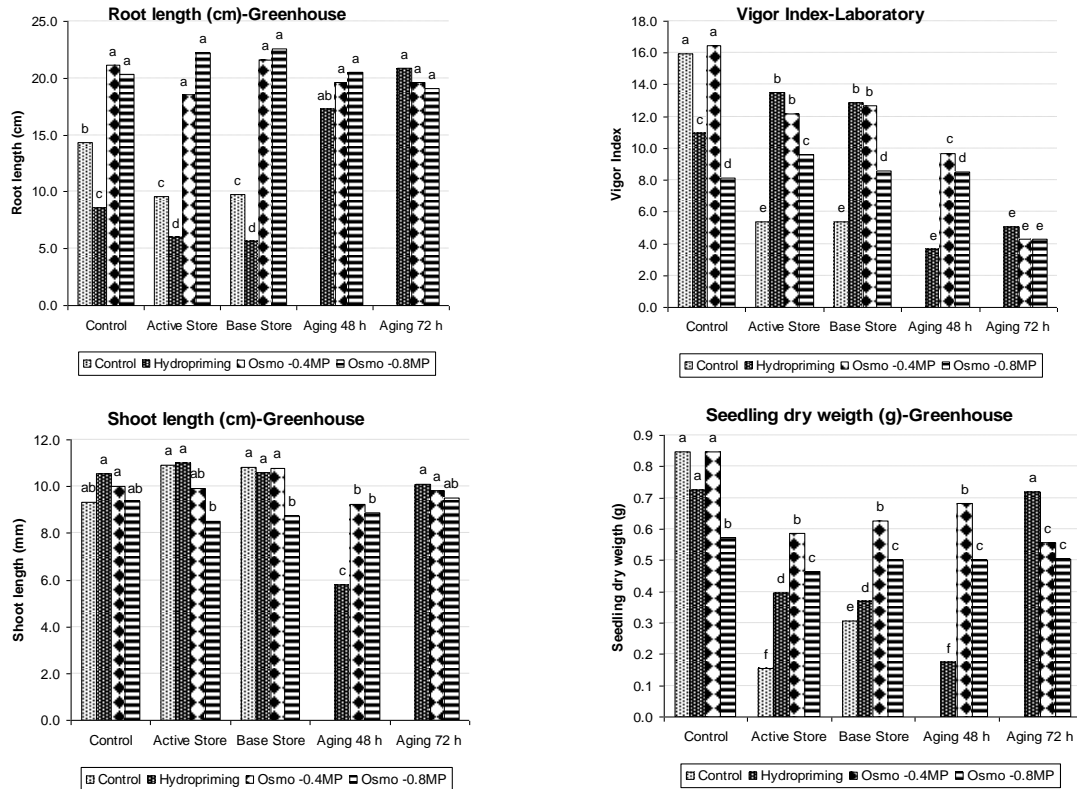 Root length (cm)-Greenhouse
25.0
20.0
15.0
10.0
5.0
0.0
Root length (cm)
b c a a
c d a a
c d a a
ab a a
a a a
Control Active Store Base Store Aging 48 h Aging 72 h
Control Hydropriming Osmo -0.4MP Osmo -0.8MP
Vigor Index-Laboratory
18.0
16.0
14.0
12.0
10.0
8.0
6.0
4.0
2.0
0.0
Vigor Index
a c a d
e b b c
e b b d
e c d
e e e
Control Active Store Base Store Aging 48 h Aging 72 h
Control Hydropriming Osmo -0.4MP Osmo -0.8MP
Shoot length (cm)-Greenhouse
12.0
10.0
8.0
6.0
4.0
2.0
0.0
Shoot length (mm)
ab a a ab
a a ab b
a a a b
c b b
a a ab
Control Active Store Base Store Aging 48 h Aging 72 h
Control Hydropriming Osmo -0.4MP Osmo -0.8MP
Seedling dry weigth (g)-Greenhouse
0.9
0.8
0.7
0.6
0.5
0.4
0.3
0.2
0.1
0.0
Seedling dry weigth (g)
a a a b
f d b c
e d b c
f b c
a c c
Control Active Store Base Store Aging 48 h Aging 72 h
Control Hydropriming Osmo -0.4MP Osmo -0.8MP